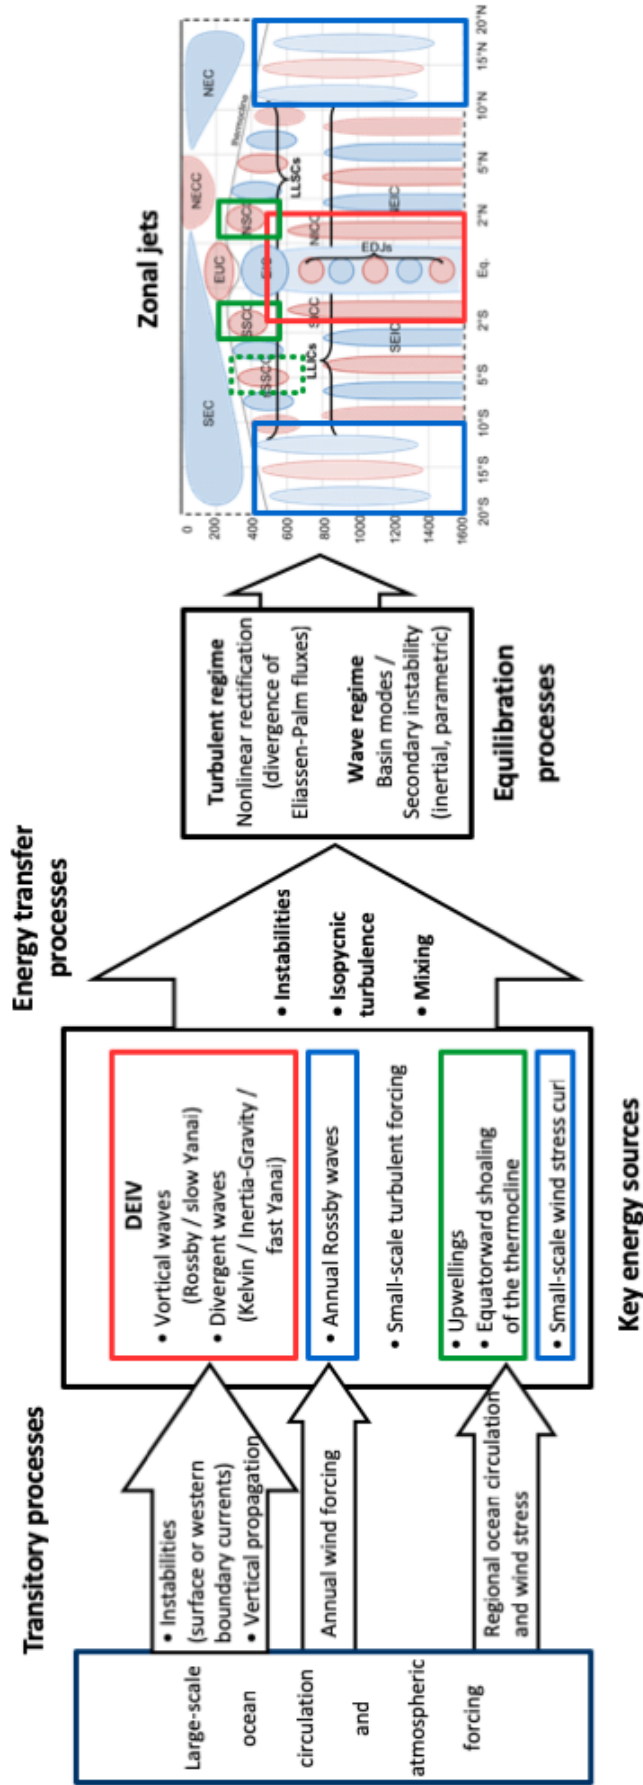 Transitory processes
Large-scale
ocean
circulation
and
atmospheric
forcing
• Instabilities
(surface or western
boundary currents)
• Vertical propagation
Annual wind forcing
Regional ocean circulation
and wind stress
DEIV
• Vortical waves
(Rossby / slow Yanai)
• Divergent waves
(Kelvin / Inertia-Gravity /
fast Yanai)
• Annual Rossby waves
• Small-scale turbulent forcing
• Upwellings
• Equatorward shoaling
of the thermocline
• Small-scale wind stress curl
Key energy sources
Energy transfer
processes
• Instabilities
• Isopycnic
turbulence
• Mixing
Turbulent regime
Nonlinear rectification
(divergence of
Eliassen-Palm fluxes)
Wave regime
Basin modes /
Secondary instability
(inertial, parametric)
Equilibration
processes
Zonal jets
SEC
NECC
NEC
EUC
thermocline
SSCC
NSCC
EIC
LLSCs
LLICs
SICC
NICC
EDJs
SEIC
NEIC
0
200
400
600
800
1000
1200
1400
1600
20°S
15°S
10°S
5°S
2°S
Eq.
2°N
5°N
10°N
15°N
20°N